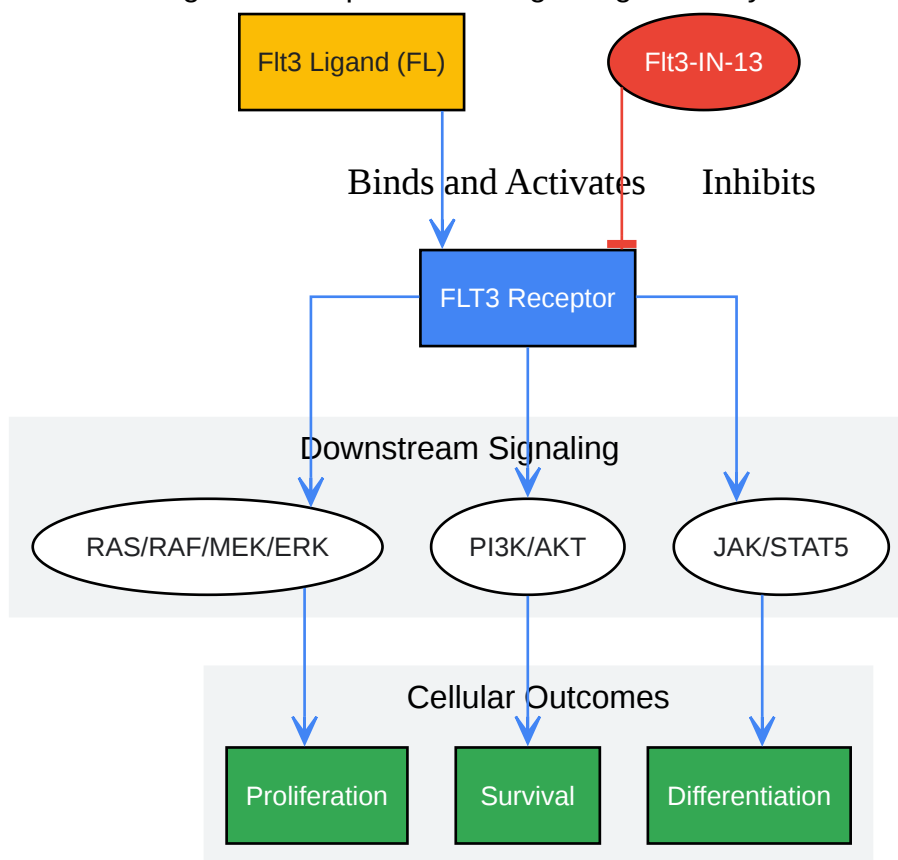 Flt3 Ligand (FL)
Flt3-IN-13
Binds and Activates
Inhibits
FLT3 Receptor
Downstream Signaling
RAS/RAF/MEK/ERK
PI3K/AKT
JAK/STAT5
Cellular Outcomes
Proliferation
Survival
Differentiation